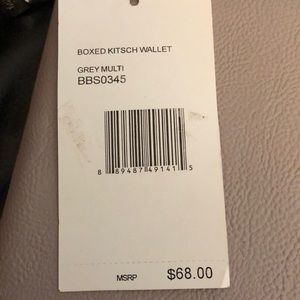 BOXED KITSCH WALLET
GREY MULTI
BBS0345
8 89487 49141 5
MSRP $68.00